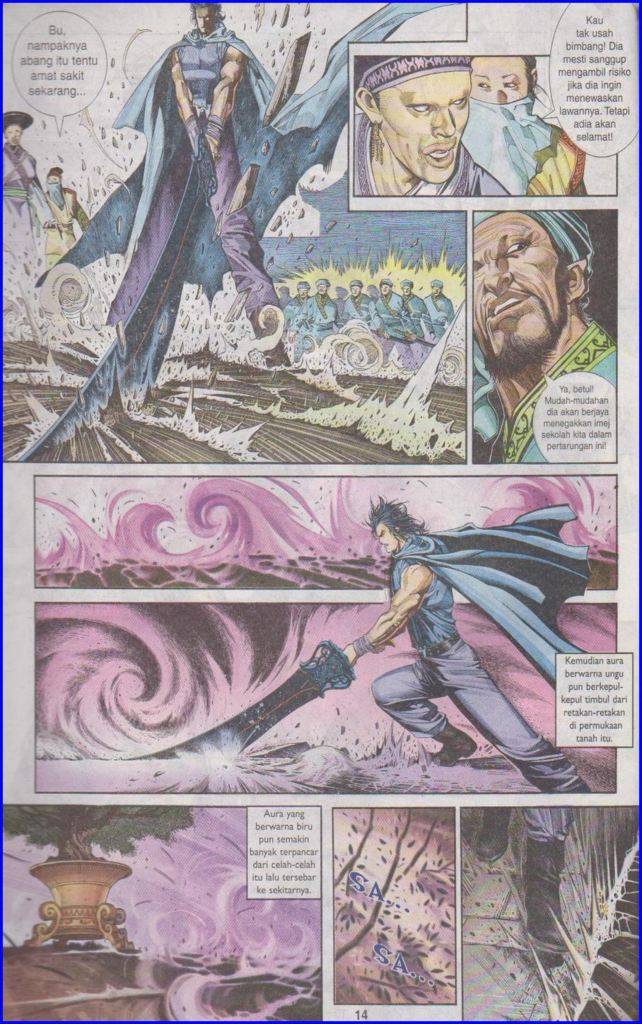 Bu,
nampaknya
abang itu tentu
amat sakit
sekarang...
Kau
tak usah
bimbang! Dia
mesti sanggup
mengambil risiko
jika dia ingin
menewaskan
lawannya. Tetapi
adia akan
selamat!
Ya, betul!
Mudah-mudahan
dia akan berjaya
menegakkan imej
sekolah kita dalam
pertarungan ini!
Kemudian aura
berwarna ungu
pun berkepul-
kepul timbul dari
retakan-retakan
di permukaan
tanah itu.
Aura yang
berwarna biru
pun semakin
banyak terpancar
dari celah-celah
itu lalu tersebar
ke sekitarnya.
SA...
SA...
14